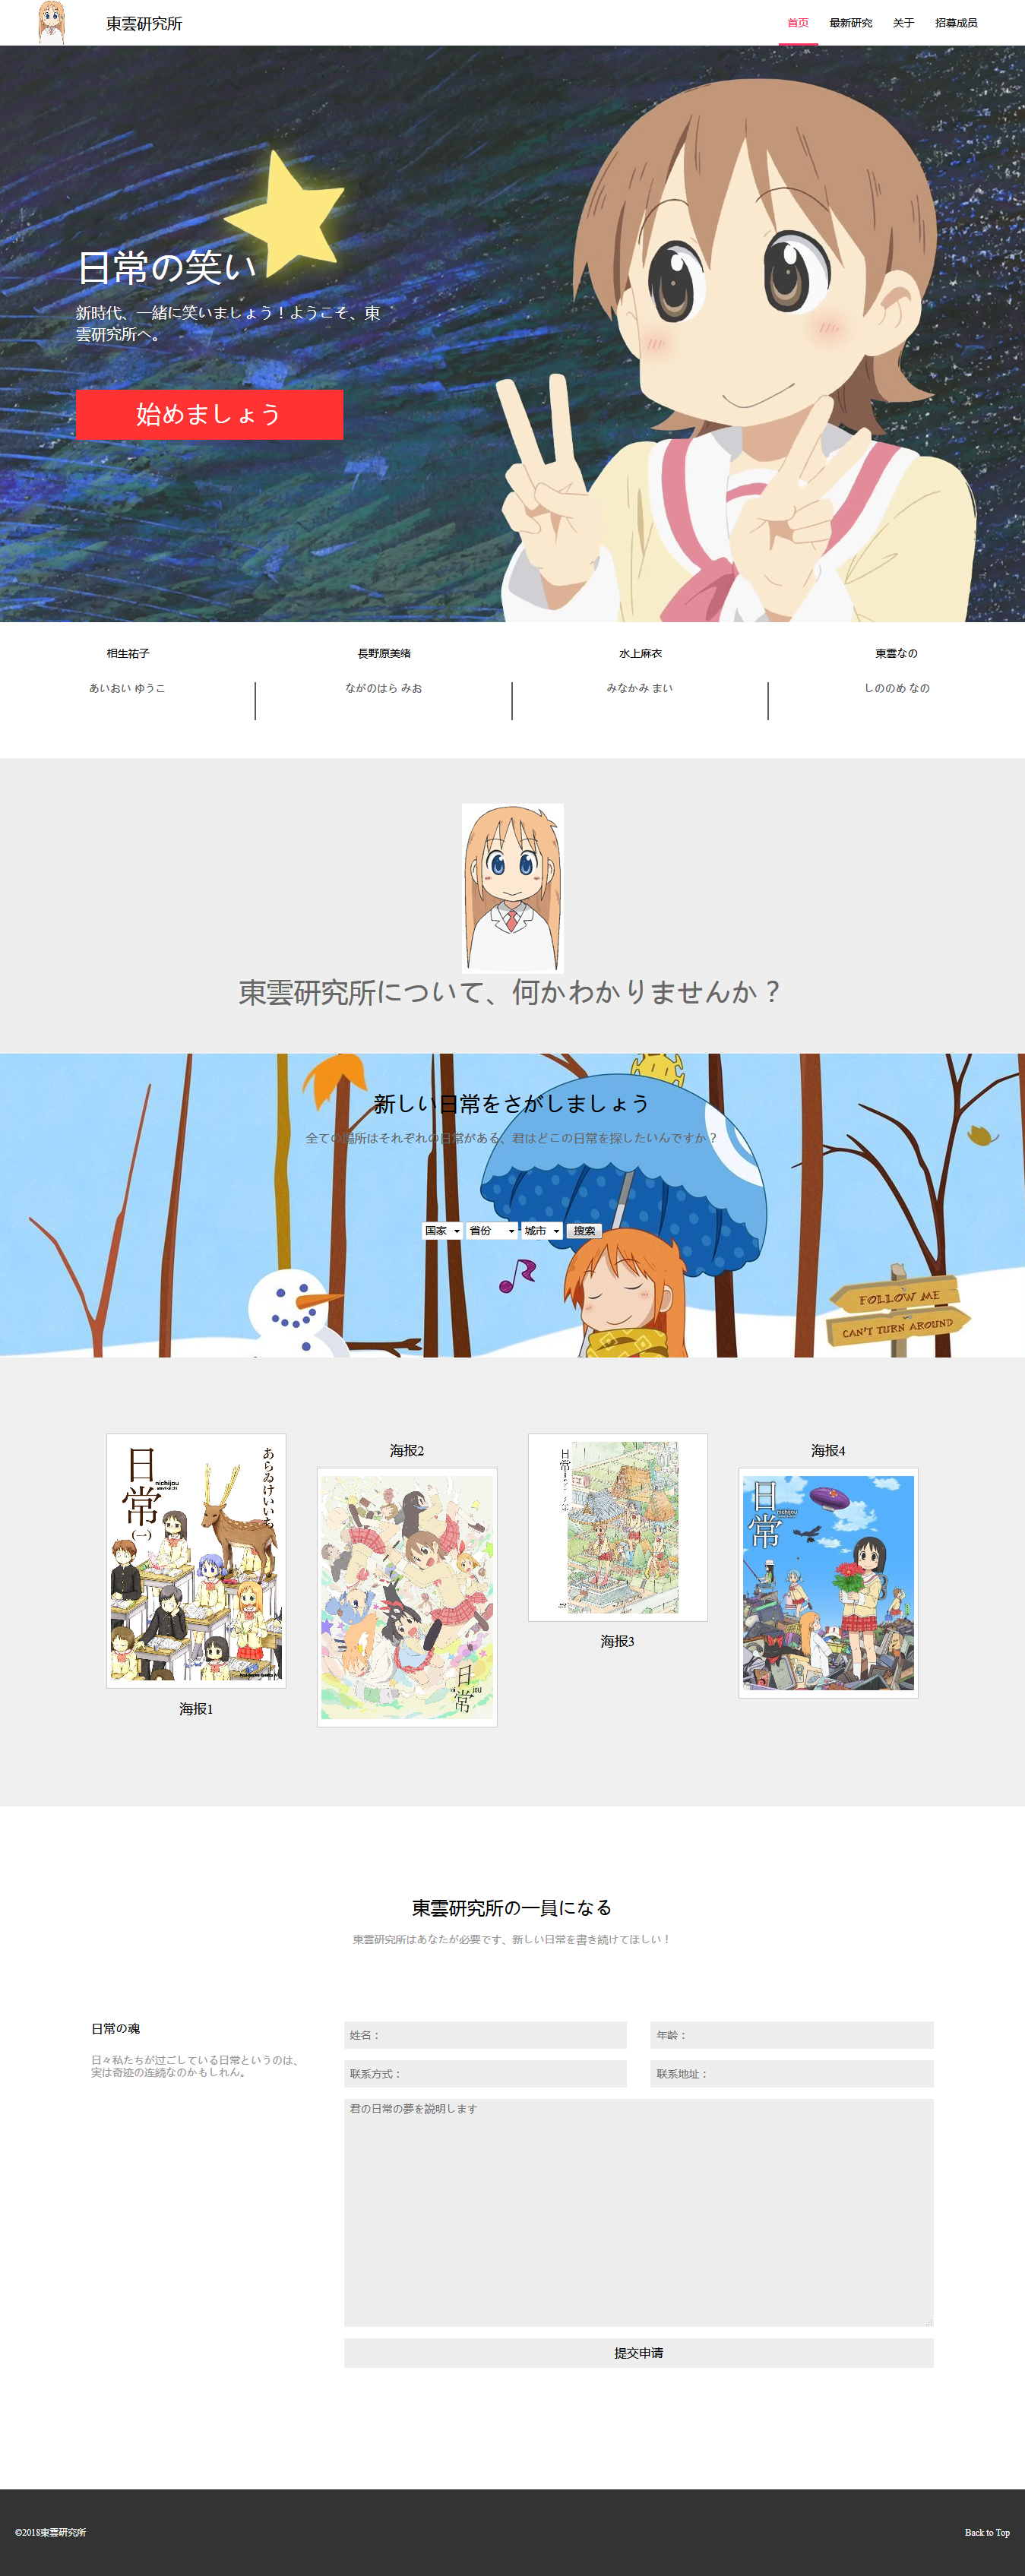 東雲研究所
首页 最新研究 关于 招募成员
日常の笑い
新時代、一緒に笑いましょう！ようこそ、東
雲研究所へ。
始めましょう
相生祐子 長野原美緒 水上麻衣 東雲なの
あいおい ゆうこ ながのはら みお みなかみ まい しののめ なの
東雲研究所について、何かわかりませんか？
新しい日常をさがしましょう
全ての場所はそれぞれの日常がある、君はどこの日常を探したいんですか？
国家 省份 城市 搜索
FOLLOW ME
CAN'T TURN AROUND
日常
nichijou
(一)
あらゐけいいち
海报1
海报2
日常
日常
海报3
海报4
日常
nichijou
東雲研究所の一員になる
東雲研究所はあなたが必要です、新しい日常を書き続けてほしい！
日常の魂
日々私たちが过ごしている日常というのは、
実は奇迹の连続なのかもしれん。
姓名： 年龄：
联系方式： 联系地址：
君の日常の夢を説明します
提交申请
©2018東雲研究所
Back to Top